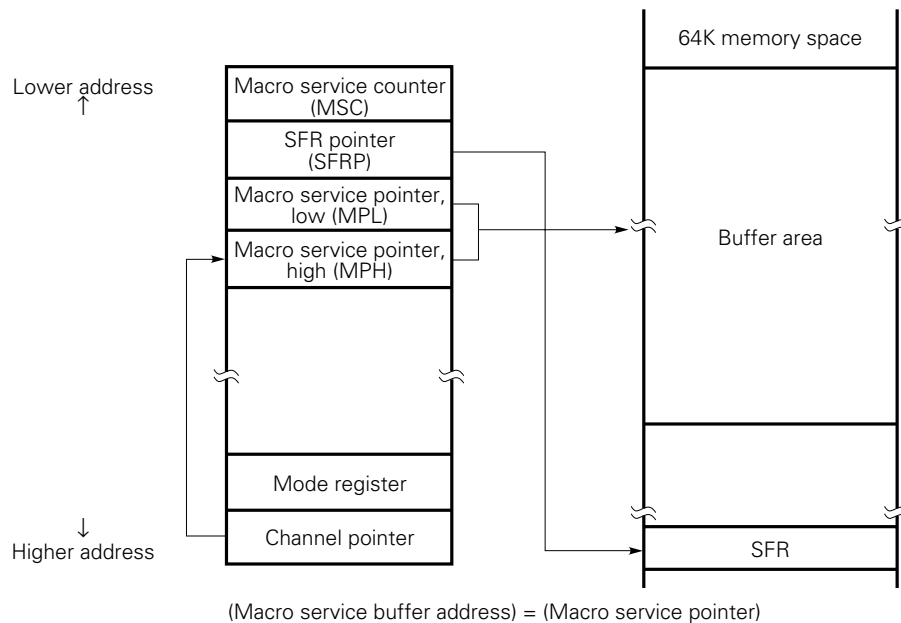 64K memory space
Lower address
↑
Macro service counter
(MSC)
SFR pointer
(SFRP)
Macro service pointer,
low (MPL)
Macro service pointer,
high (MPH)
Buffer area
Mode register
Channel pointer
↓
Higher address
SFR
(Macro service buffer address) = (Macro service pointer)